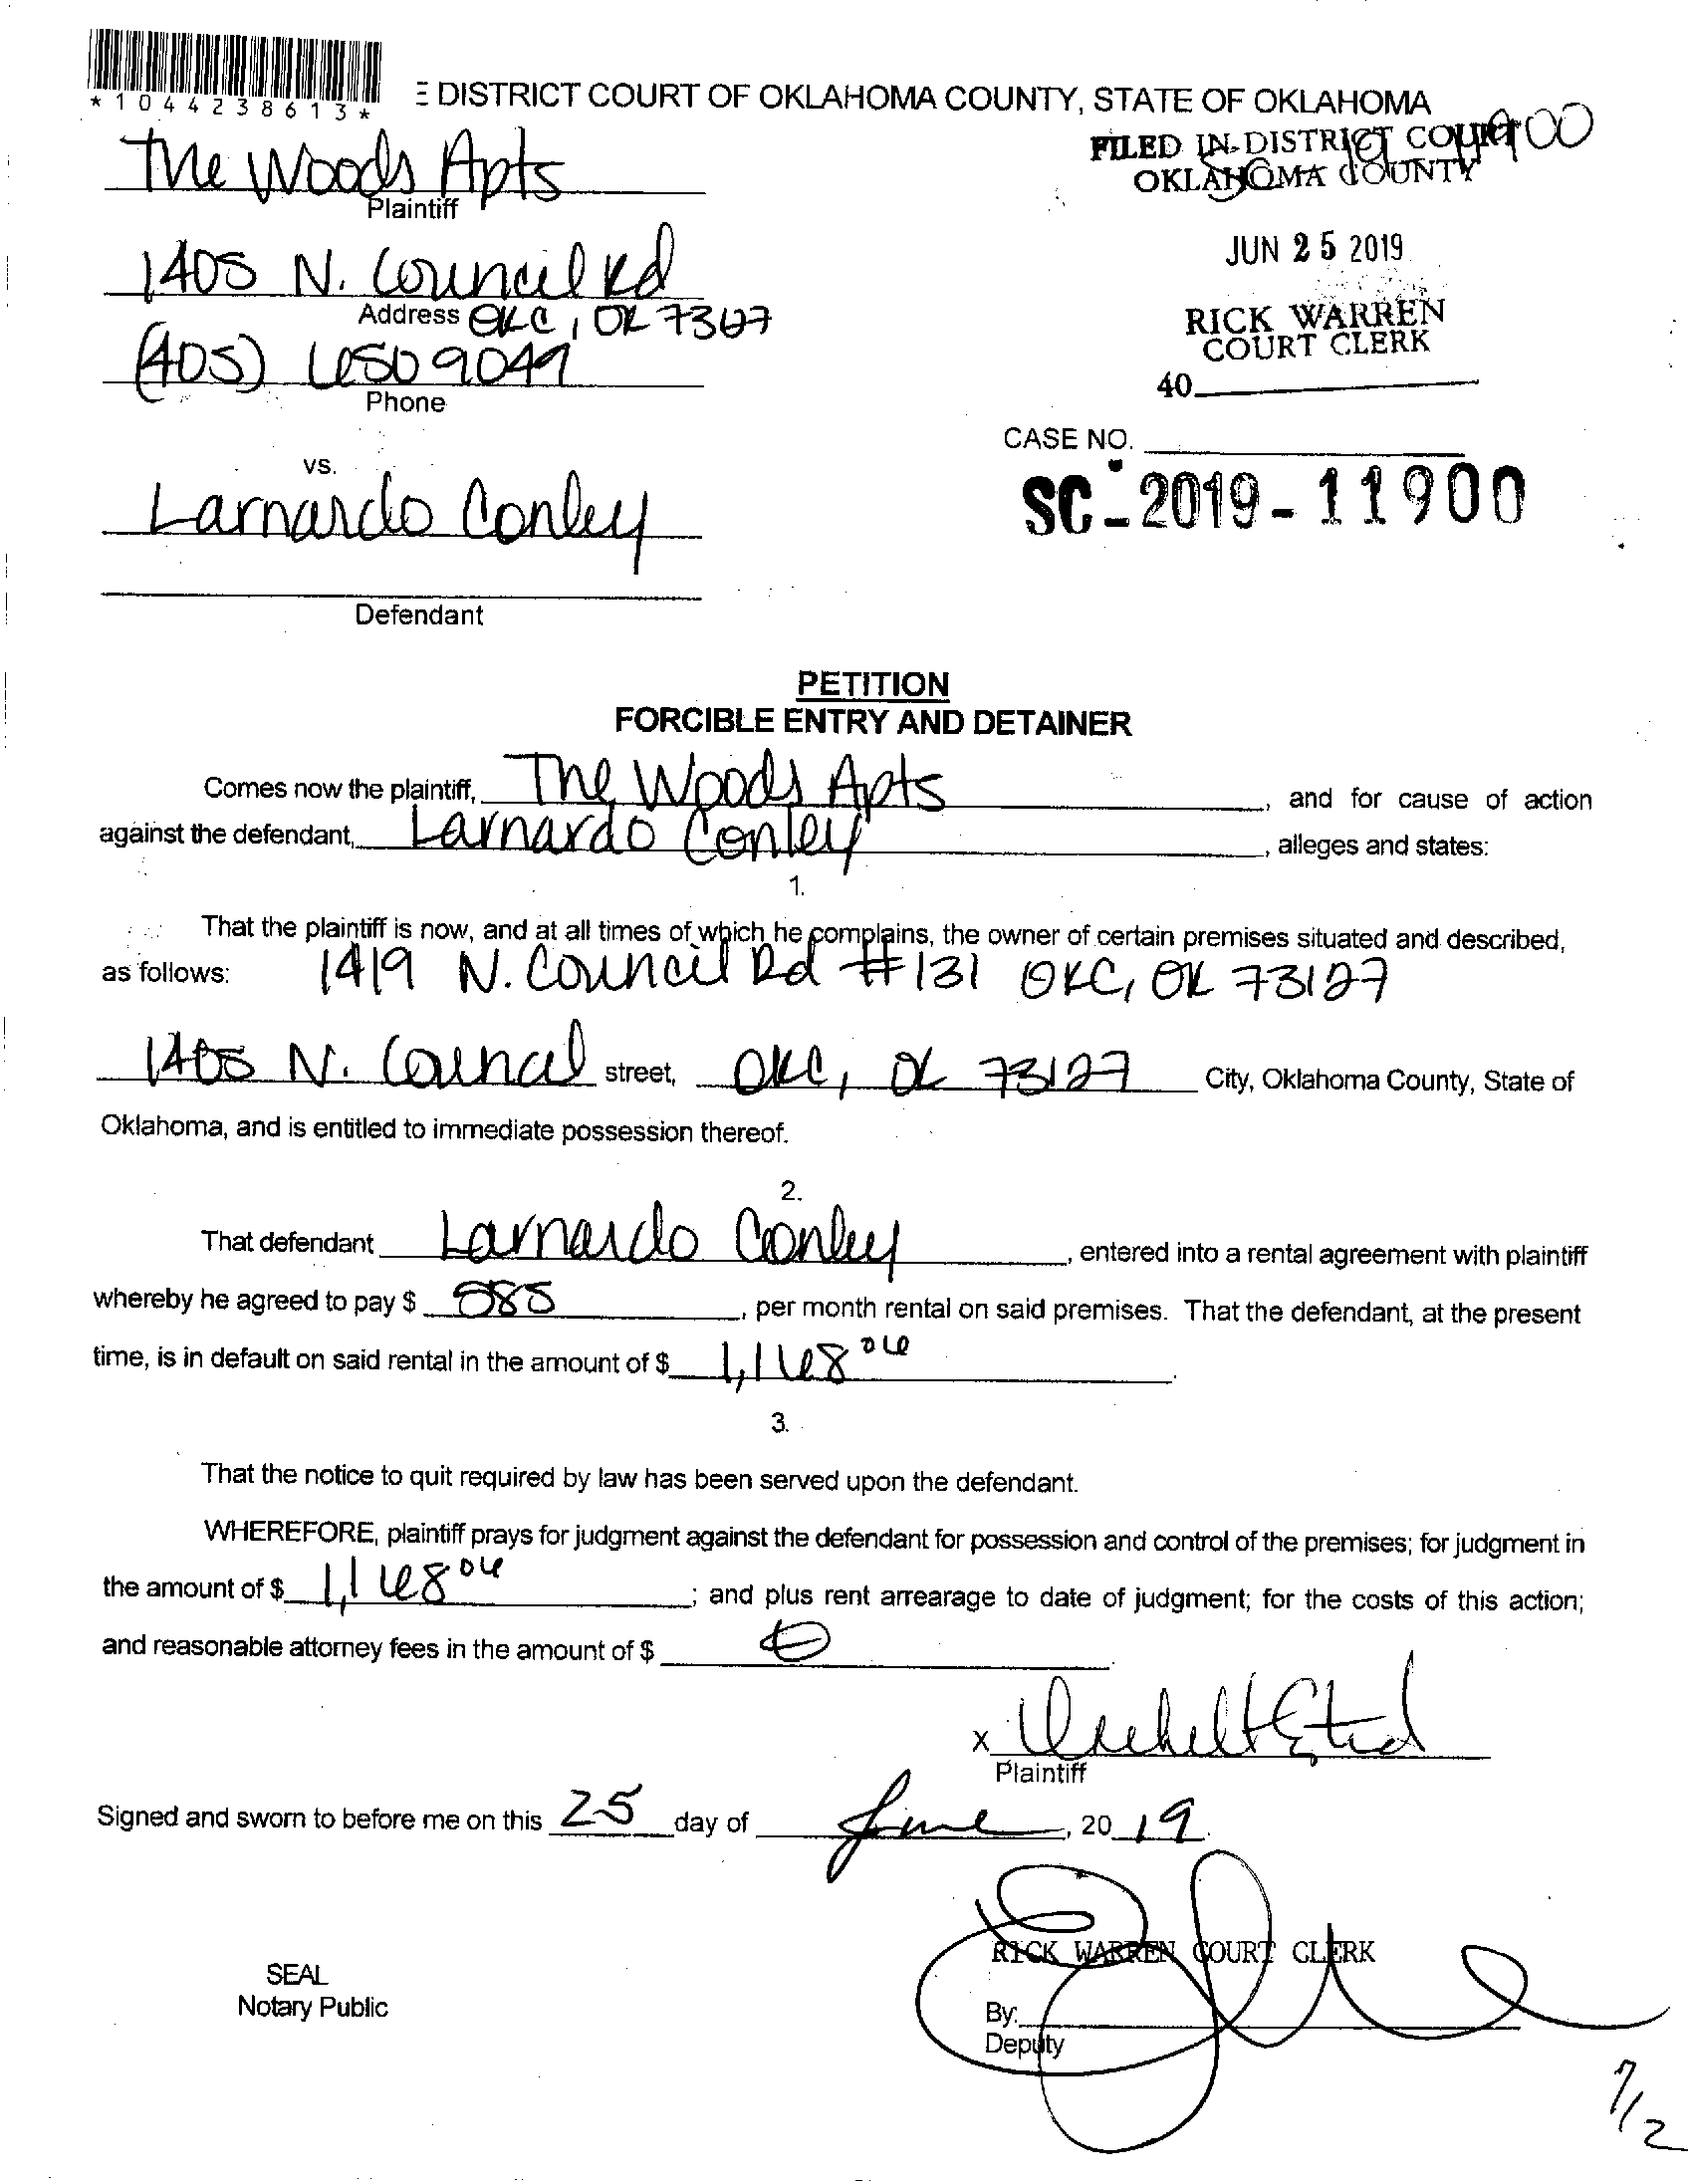 *1044238613*
E DISTRICT COURT OF OKLAHOMA COUNTY, STATE OF OKLAHOMA
The Woods Apts
Plaintiff
FILED IN DISTRICT COURT
OKLAHOMA COUNTY
1405 N. Council Rd
Address OKC, OK 73127
JUN 25 2019
RICK WARREN
COURT CLERK
(405) 650 9049
Phone
40
CASE NO.
vs.
SC-2019-11900
Larnardo Conley
Defendant
PETITION
FORCIBLE ENTRY AND DETAINER
Comes now the plaintiff, The Woods Apts, and for cause of action
against the defendant, Larnardo Conley, alleges and states:
1.
That the plaintiff is now, and at all times of which he complains, the owner of certain premises situated and described,
as follows: 1419 N. Council Rd #131 OKC, OK 73127
1405 N. Council street, OKC, OK 73127 City, Oklahoma County, State of
Oklahoma, and is entitled to immediate possession thereof.
2.
That defendant Larnardo Conley, entered into a rental agreement with plaintiff
whereby he agreed to pay $ 585, per month rental on said premises. That the defendant, at the present
time, is in default on said rental in the amount of $ 1,168 06.
3.
That the notice to quit required by law has been served upon the defendant.
WHEREFORE, plaintiff prays for judgment against the defendant for possession and control of the premises; for judgment in
the amount of $ 1,168 06; and plus rent arrearage to date of judgment; for the costs of this action;
and reasonable attorney fees in the amount of $ 0.
x
Plaintiff
Signed and sworn to before me on this 25 day of June, 2019.
RICK WARREN COURT CLERK
SEAL
Notary Public
By:
Deputy
7/2